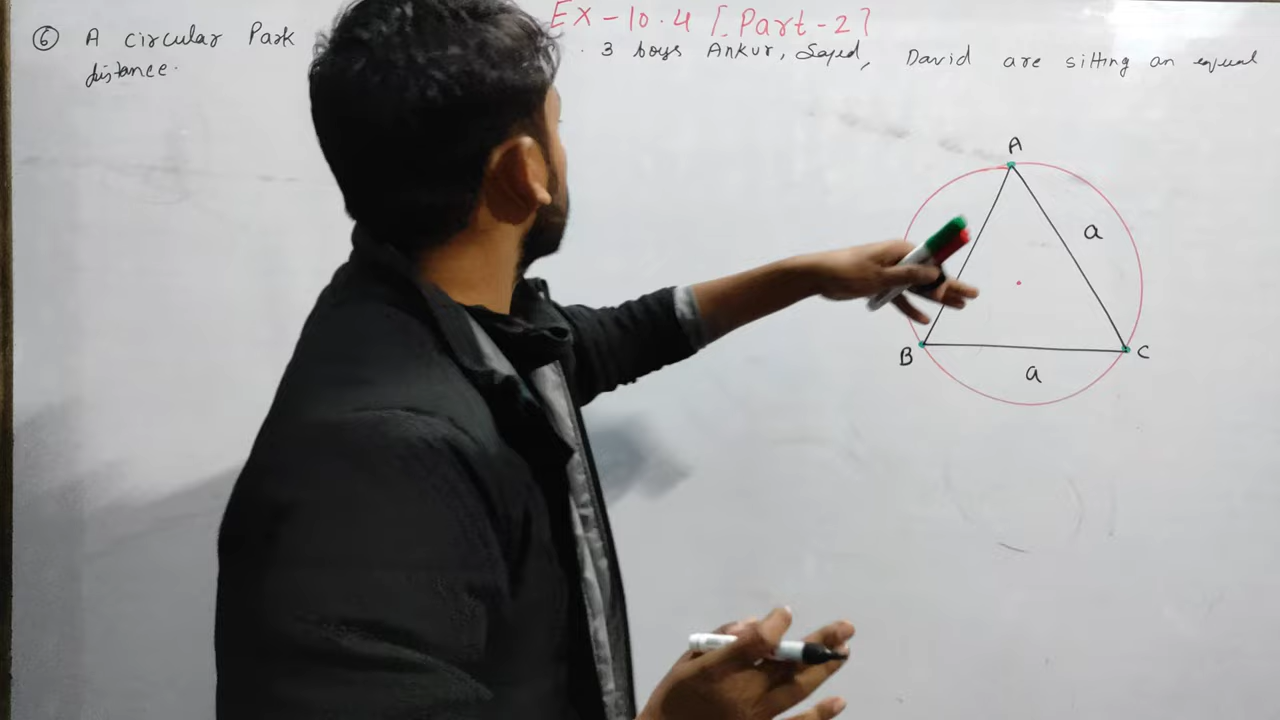 Ex-10.4 [Part-2]
⑥ A circular Park 3 boys Ankur, Sayed, David are sitting an equal
distance.
A
a
B
C
a